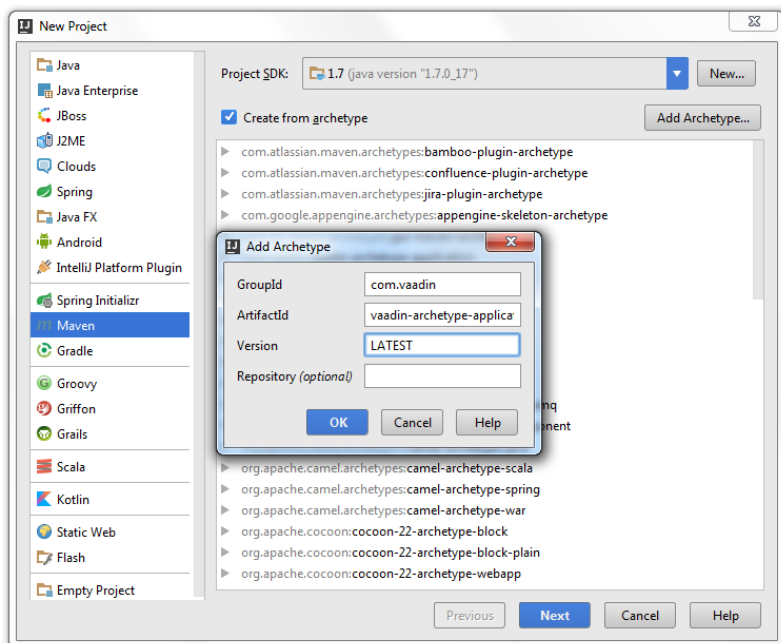 New Project
Java
Java Enterprise
JBoss
J2ME
Clouds
Spring
Java FX
Android
IntelliJ Platform Plugin
Spring Initializr
Maven
Gradle
Groovy
Griffon
Grails
Scala
Kotlin
Static Web
Flash
Empty Project
Project SDK: 1.7 (java version "1.7.0_17") New...
Create from archetype Add Archetype...
com.atlassian.maven.archetypes:bamboo-plugin-archetype
com.atlassian.maven.archetypes:confluence-plugin-archetype
com.atlassian.maven.archetypes:jira-plugin-archetype
com.google.appengine.archetypes:appengine-skeleton-archetype
Add Archetype
GroupId com.vaadin
ArtifactId vaadin-archetype-applicat
Version LATEST
Repository (optional)
OK Cancel Help
mq
onent
org.apache.camel.archetypes:camel-archetype-scala
org.apache.camel.archetypes:camel-archetype-spring
org.apache.camel.archetypes:camel-archetype-war
org.apache.cocoon:cocoon-22-archetype-block
org.apache.cocoon:cocoon-22-archetype-block-plain
org.apache.cocoon:cocoon-22-archetype-webapp
Previous Next Cancel Help